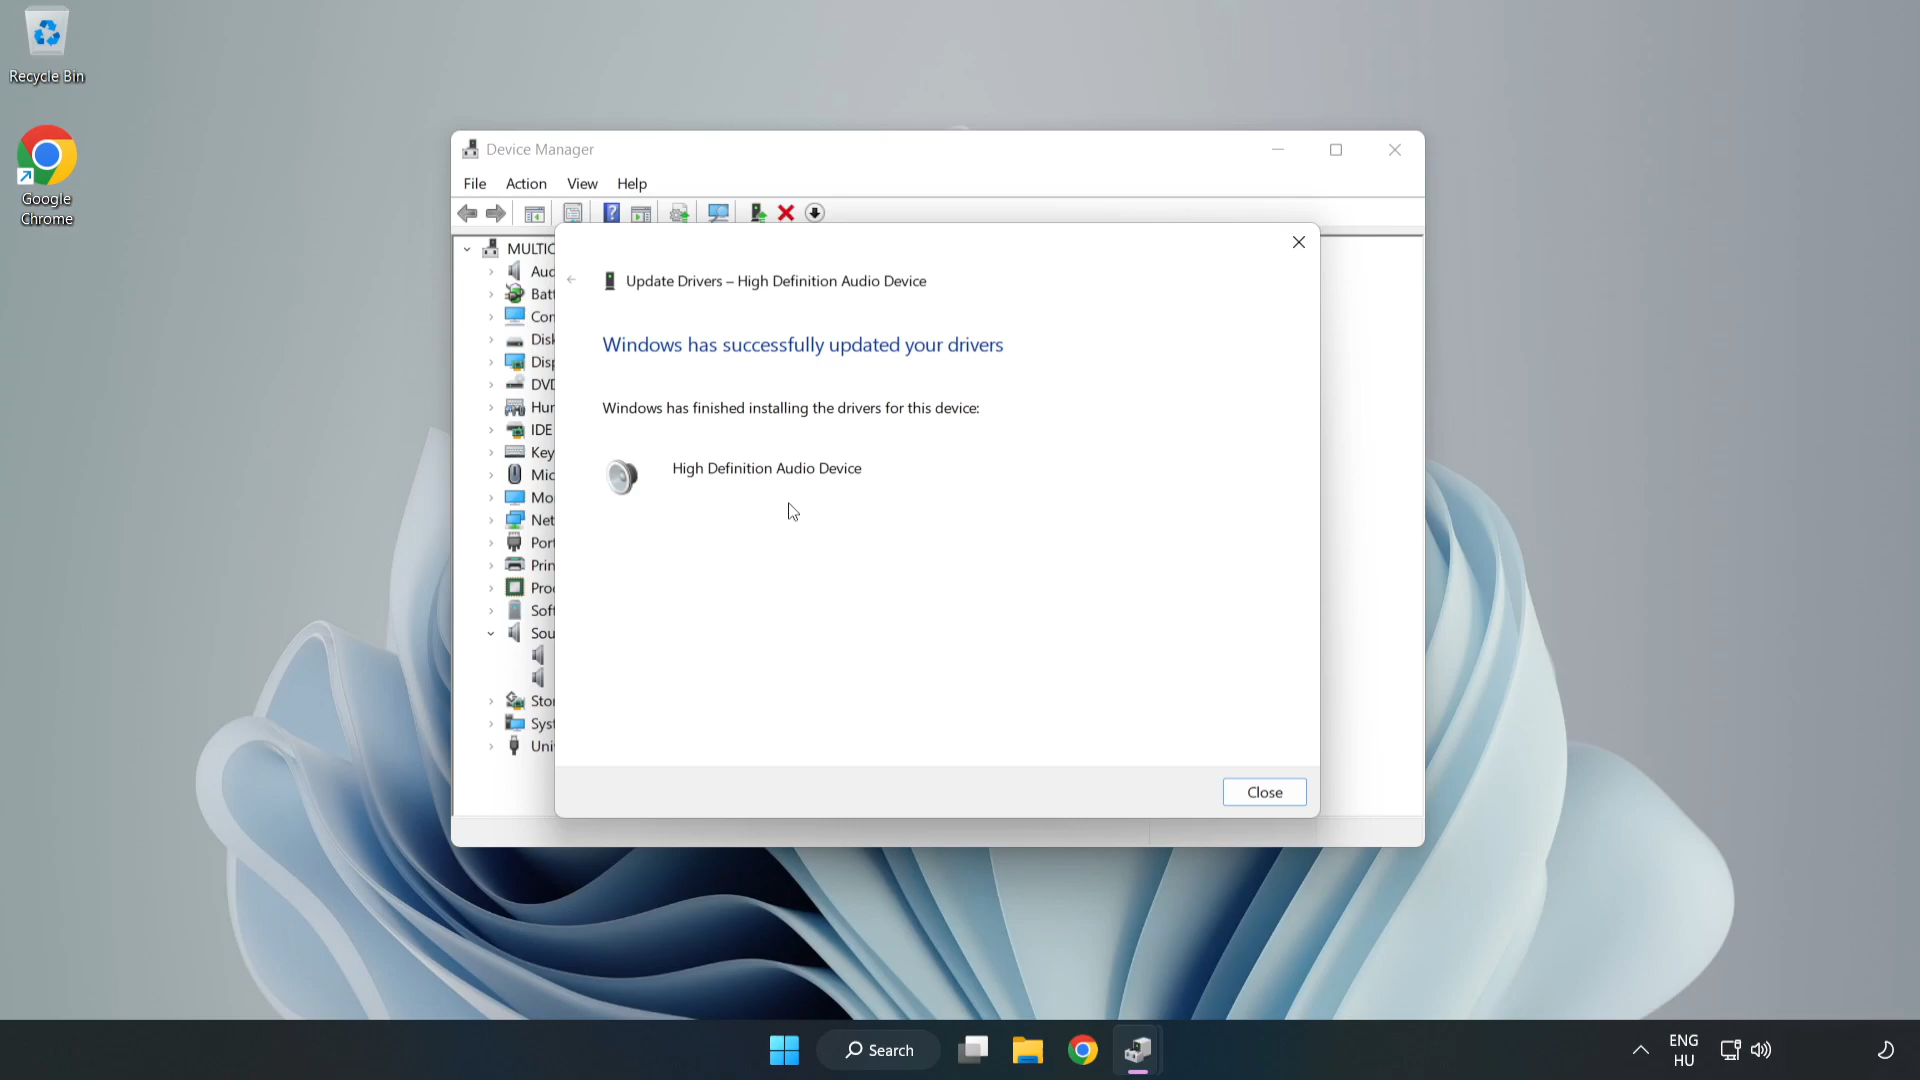 Recycle Bin
Google
Chrome
Device Manager
File Action View Help
MULTIC
Aud
Batt
Con
Disk
Disp
DVD
Hur
IDE
Key
Mic
Mo
Net
Port
Prin
Proc
Soft
Sou
Stor
Syst
Uni
Update Drivers – High Definition Audio Device
Windows has successfully updated your drivers
Windows has finished installing the drivers for this device:
High Definition Audio Device
Close
Search
ENG
HU